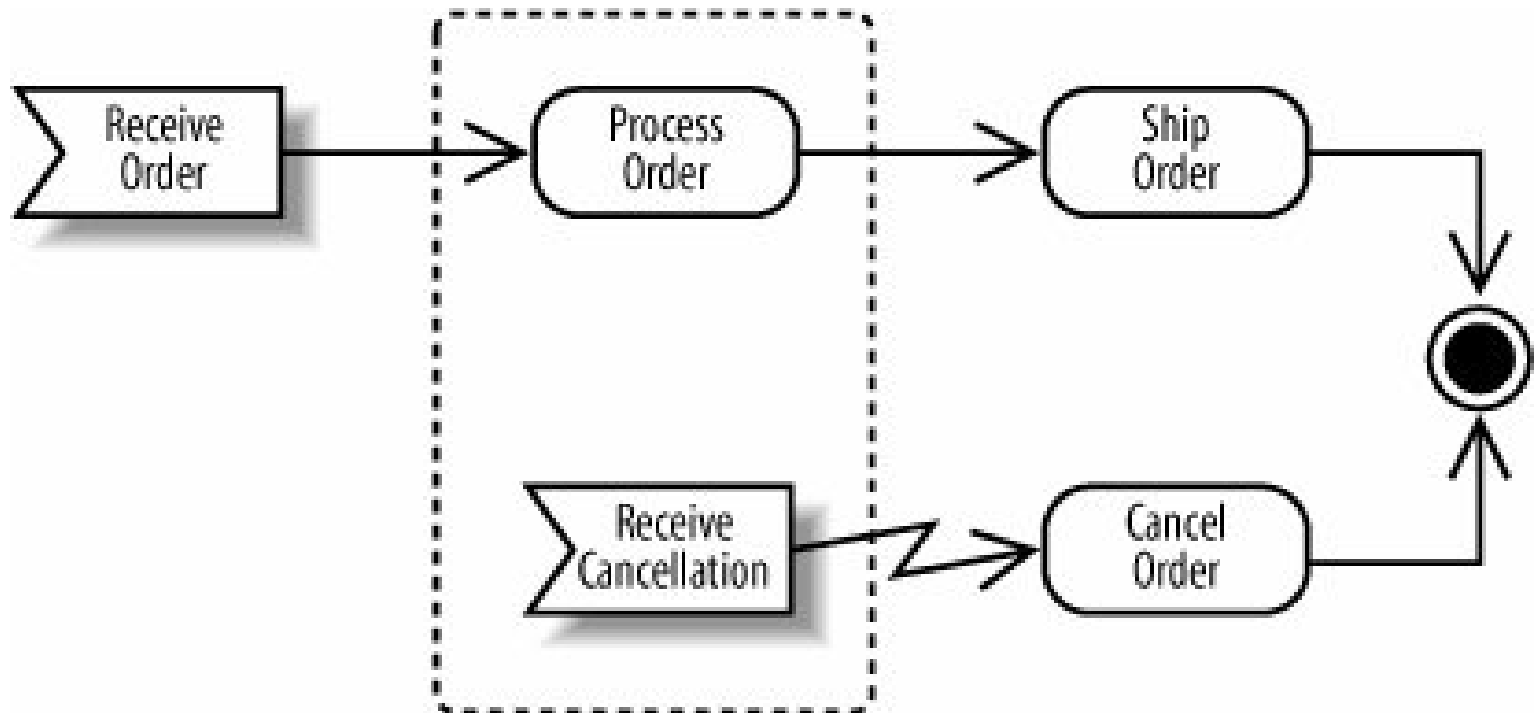 Receive
Order
Process
Order
Ship
Order
Receive
Cancellation
Cancel
Order